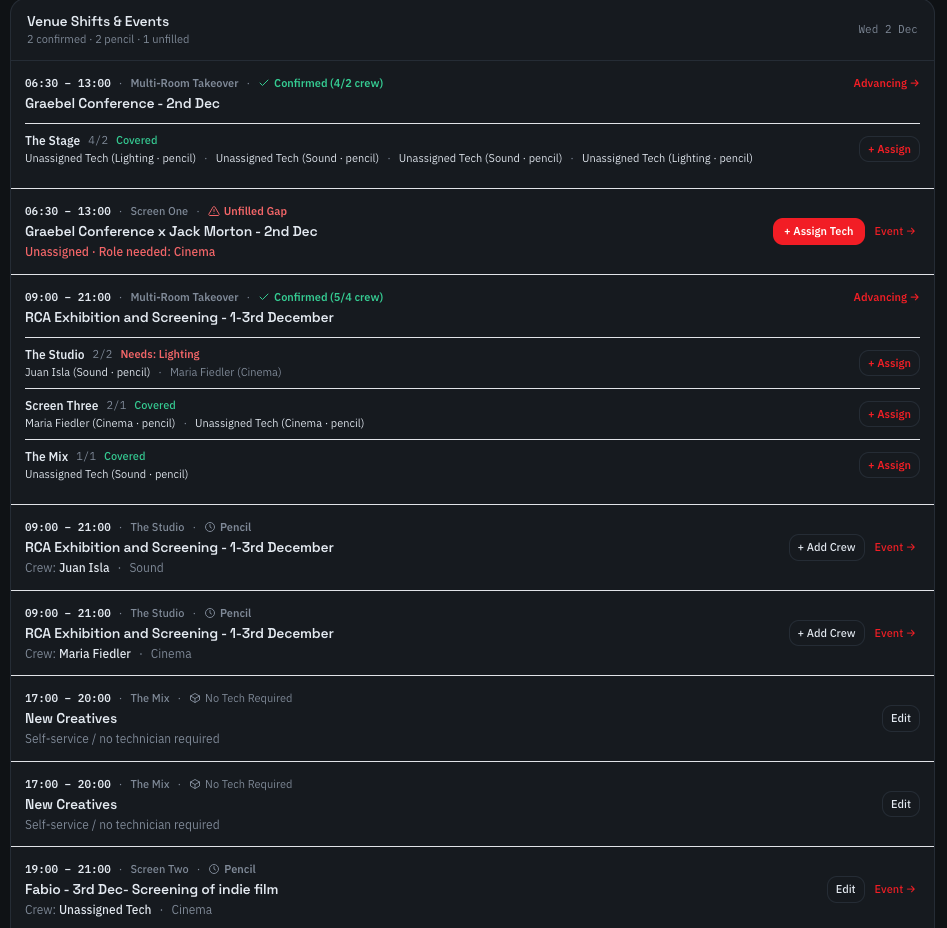 Venue Shifts & Events
2 confirmed · 2 pencil · 1 unfilled
Wed 2 Dec
06:30 – 13:00 · Multi-Room Takeover · ✓ Confirmed (4/2 crew)
Advancing →
Graebel Conference - 2nd Dec
The Stage 4/2 Covered
Unassigned Tech (Lighting · pencil) · Unassigned Tech (Sound · pencil) · Unassigned Tech (Sound · pencil) · Unassigned Tech (Lighting · pencil)
+ Assign
06:30 – 13:00 · Screen One · Unfilled Gap
Graebel Conference x Jack Morton - 2nd Dec
+ Assign Tech Event →
Unassigned · Role needed: Cinema
09:00 – 21:00 · Multi-Room Takeover · ✓ Confirmed (5/4 crew)
Advancing →
RCA Exhibition and Screening - 1-3rd December
The Studio 2/2 Needs: Lighting
Juan Isla (Sound · pencil) · Maria Fiedler (Cinema)
+ Assign
Screen Three 2/1 Covered
Maria Fiedler (Cinema · pencil) · Unassigned Tech (Cinema · pencil)
+ Assign
The Mix 1/1 Covered
Unassigned Tech (Sound · pencil)
+ Assign
09:00 – 21:00 · The Studio · Pencil
RCA Exhibition and Screening - 1-3rd December
+ Add Crew Event →
Crew: Juan Isla · Sound
09:00 – 21:00 · The Studio · Pencil
RCA Exhibition and Screening - 1-3rd December
+ Add Crew Event →
Crew: Maria Fiedler · Cinema
17:00 – 20:00 · The Mix · No Tech Required
New Creatives
Edit
Self-service / no technician required
17:00 – 20:00 · The Mix · No Tech Required
New Creatives
Edit
Self-service / no technician required
19:00 – 21:00 · Screen Two · Pencil
Fabio - 3rd Dec- Screening of indie film
Edit Event →
Crew: Unassigned Tech · Cinema